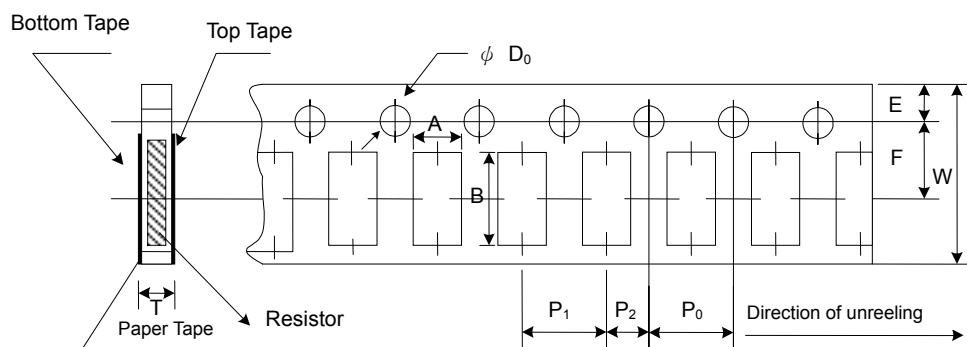 Bottom Tape
Top Tape
ϕ D₀
E
A
F
B
W
T
Paper Tape
Resistor
P₁
P₂
P₀
Direction of unreeling